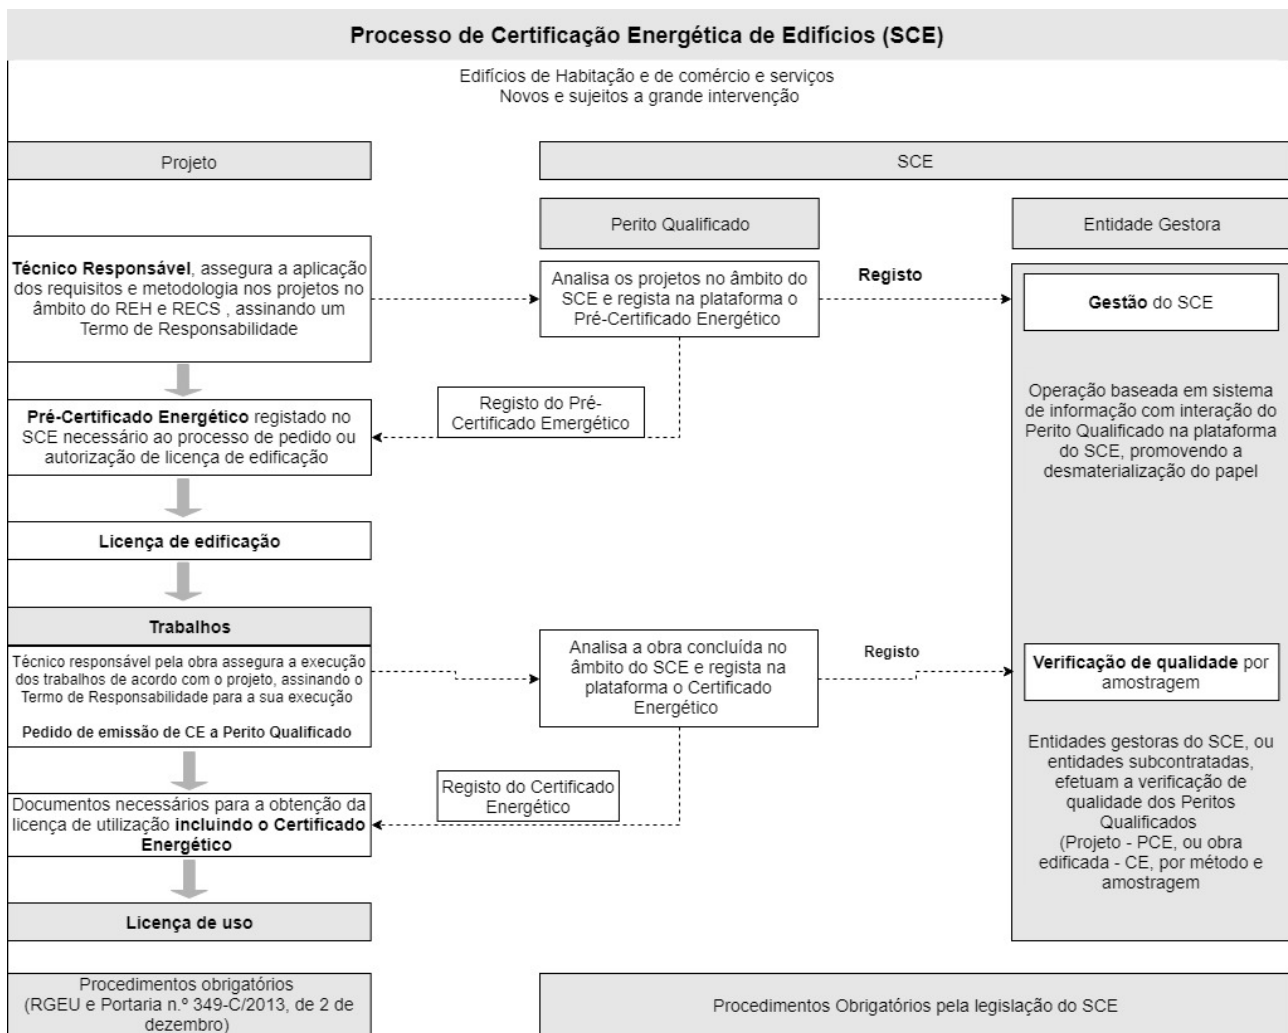 Processo de Certificação Energética de Edifícios (SCE)
Edifícios de Habitação e de comércio e serviços
Novos e sujeitos a grande intervenção
Projeto
SCE
Perito Qualificado
Entidade Gestora
Técnico Responsável, assegura a aplicação
dos requisitos e metodologia nos projetos no
âmbito do REH e RECS , assinando um
Termo de Responsabilidade
Analisa os projetos no âmbito do
SCE e regista na plataforma o
Pré-Certificado Energético
Registo
Gestão do SCE
Operação baseada em sistema
de informação com interação do
Perito Qualificado na plataforma
do SCE, promovendo a
desmaterialização do papel
Registo do Pré-
Certificado Emergético
Pré-Certificado Energético registado no
SCE necessário ao processo de pedido ou
autorização de licença de edificação
Licença de edificação
Trabalhos
Técnico responsável pela obra assegura a execução
dos trabalhos de acordo com o projeto, assinando o
Termo de Responsabilidade para a sua execução
Pedido de emissão de CE a Perito Qualificado
Analisa a obra concluída no
âmbito do SCE e regista na
plataforma o Certificado
Energético
Registo
Verificação de qualidade por
amostragem
Entidades gestoras do SCE, ou
entidades subcontratadas,
efetuam a verificação de
qualidade dos Peritos
Qualificados
(Projeto - PCE, ou obra
edificada - CE, por método e
amostragem
Registo do Certificado
Energético
Documentos necessários para a obtenção da
licença de utilização incluindo o Certificado
Energético
Licença de uso
Procedimentos obrigatórios
(RGEU e Portaria n.º 349-C/2013, de 2 de
dezembro)
Procedimentos Obrigatórios pela legislação do SCE